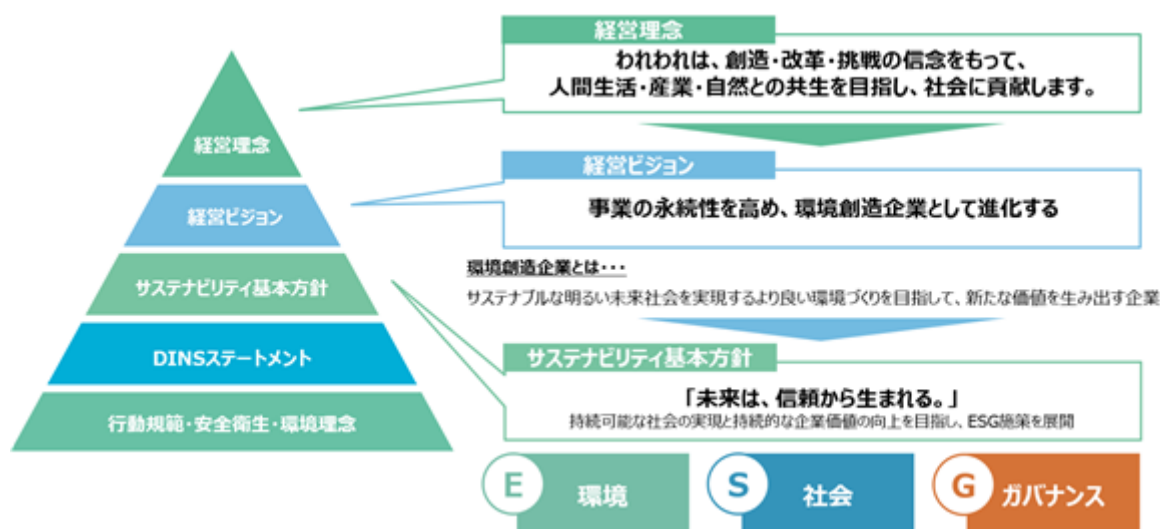 経営理念
経営ビジョン
サステナビリティ基本方針
DINSステートメント
行動規範・安全衛生・環境理念
経営理念
われわれは、創造・改革・挑戦の信念をもって、
人間生活・産業・自然との共生を目指し、社会に貢献します。
経営ビジョン
事業の永続性を高め、環境創造企業として進化する
環境創造企業とは・・・
サステナブルな明るい未来社会を実現するより良い環境づくりを目指して、新たな価値を生み出す企業
サステナビリティ基本方針
「未来は、信頼から生まれる。」
持続可能な社会の実現と持続的な企業価値の向上を目指し、ESG施策を展開
E 環境
S 社会
G ガバナンス